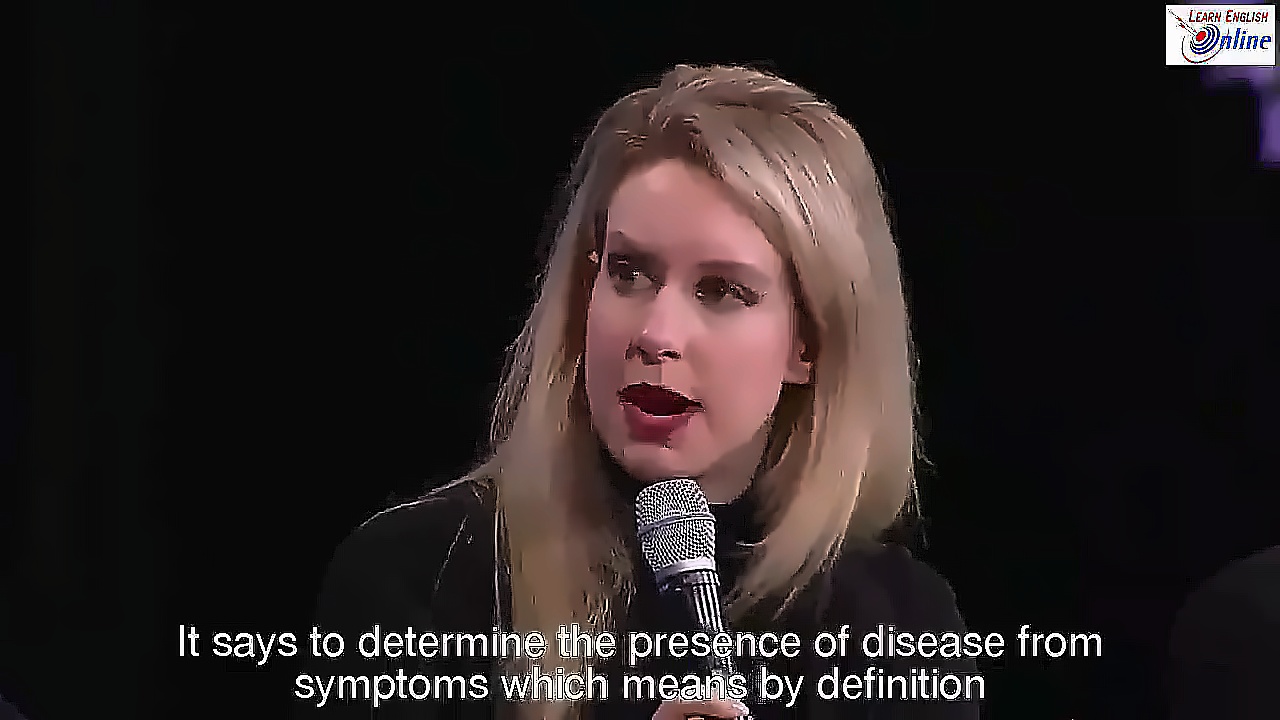 LEARN ENGLISH
Online
It says to determine the presence of disease from
symptoms which means by definition